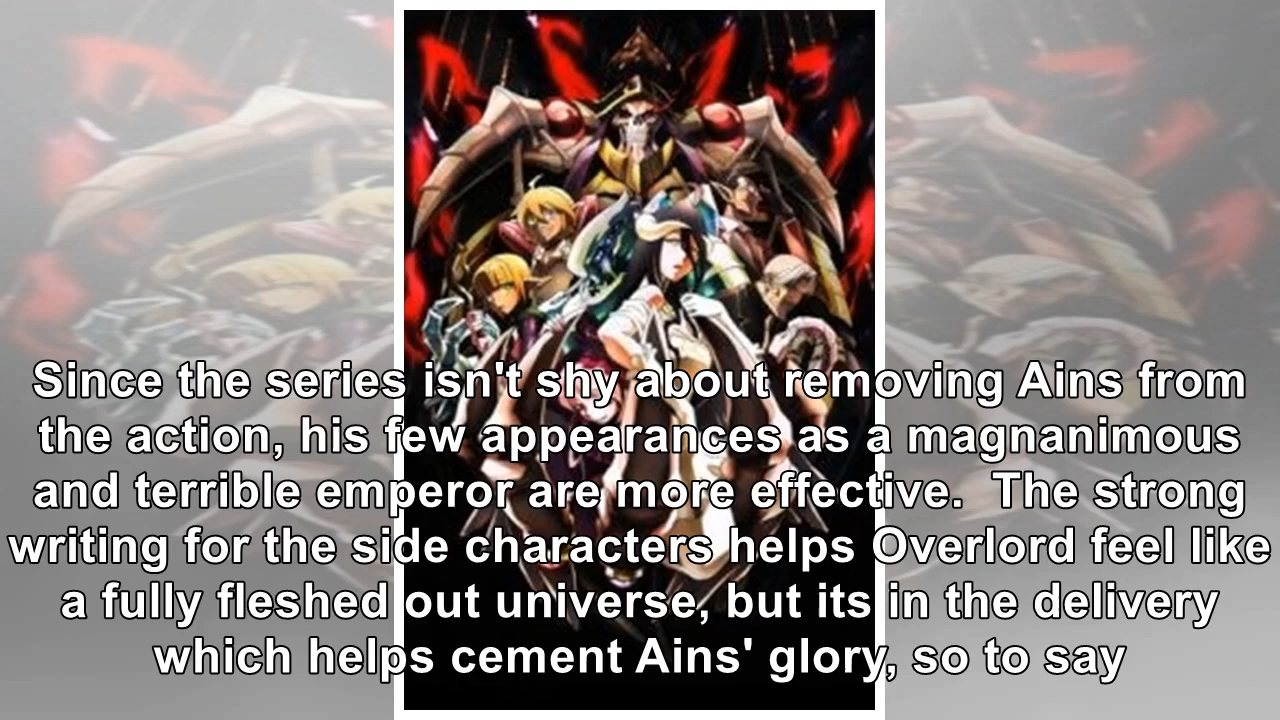 Since the series isn't shy about removing Ains from
the action, his few appearances as a magnanimous
and terrible emperor are more effective.  The strong
writing for the side characters helps Overlord feel like
a fully fleshed out universe, but its in the delivery
which helps cement Ains' glory, so to say